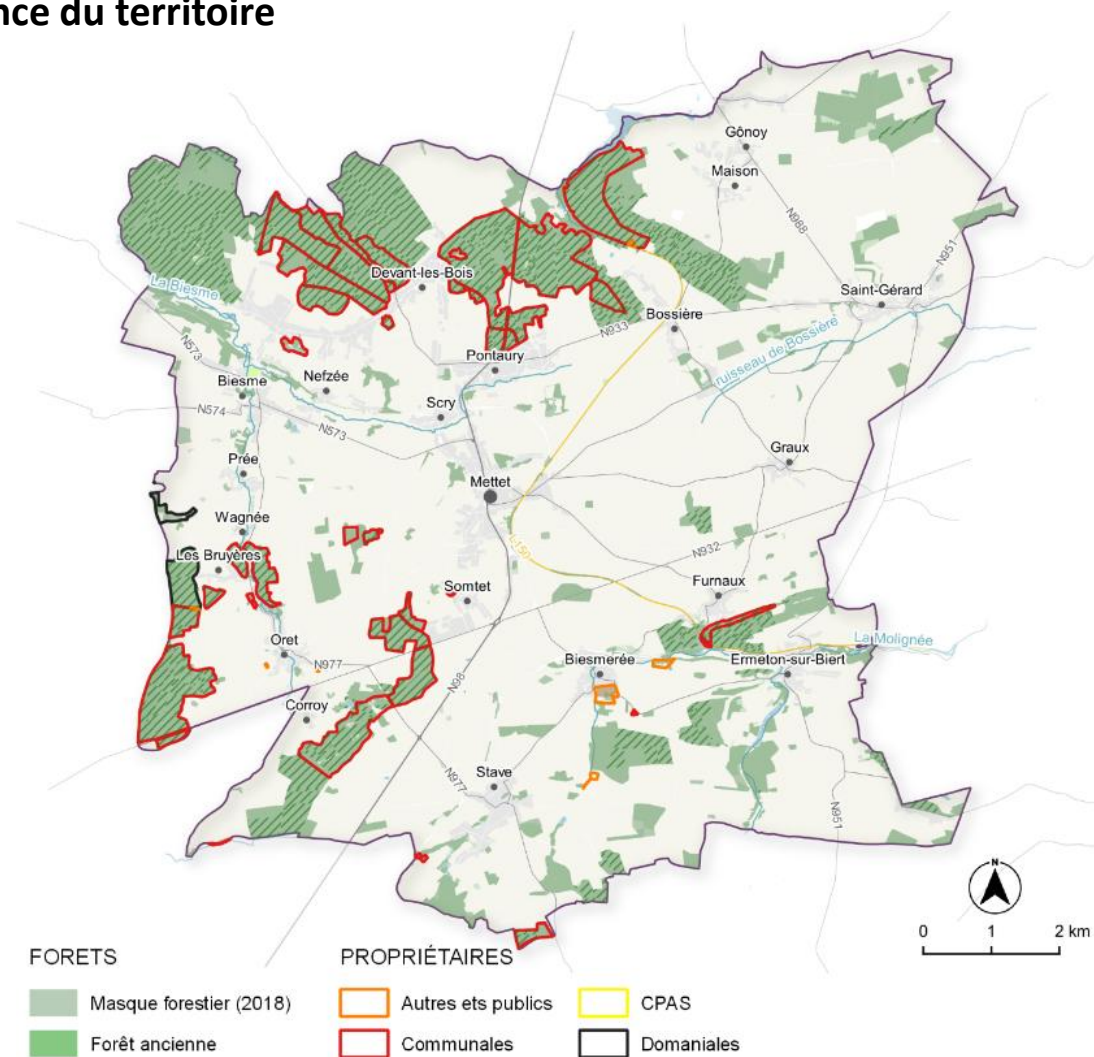 nce du territoire
Gônoy
Maison
N988
N951
Devant-les-Bois
La Biesme
Saint-Gérard
Bossière
N933
ruisseau de Bossière
N573
Pontaury
Biesme
Nefzée
Scry
N574
N573
Graux
Prée
Mettet
Wagnée
L150
N932
Les Bruyères
Furnaux
Somtet
Oret
La Molignée
N977
Biesmerée
Ermeton-sur-Biert
N98
Corroy
Stave
N977
N951
N
0 1 2 km
FORETS
PROPRIÉTAIRES
Masque forestier (2018)
Autres ets publics
CPAS
Forêt ancienne
Communales
Domaniales